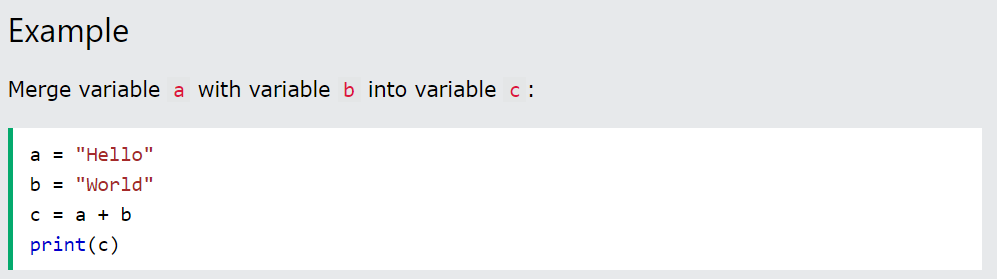 Example
Merge variable a with variable b into variable c:
a = "Hello"
b = "World"
c = a + b
print(c)